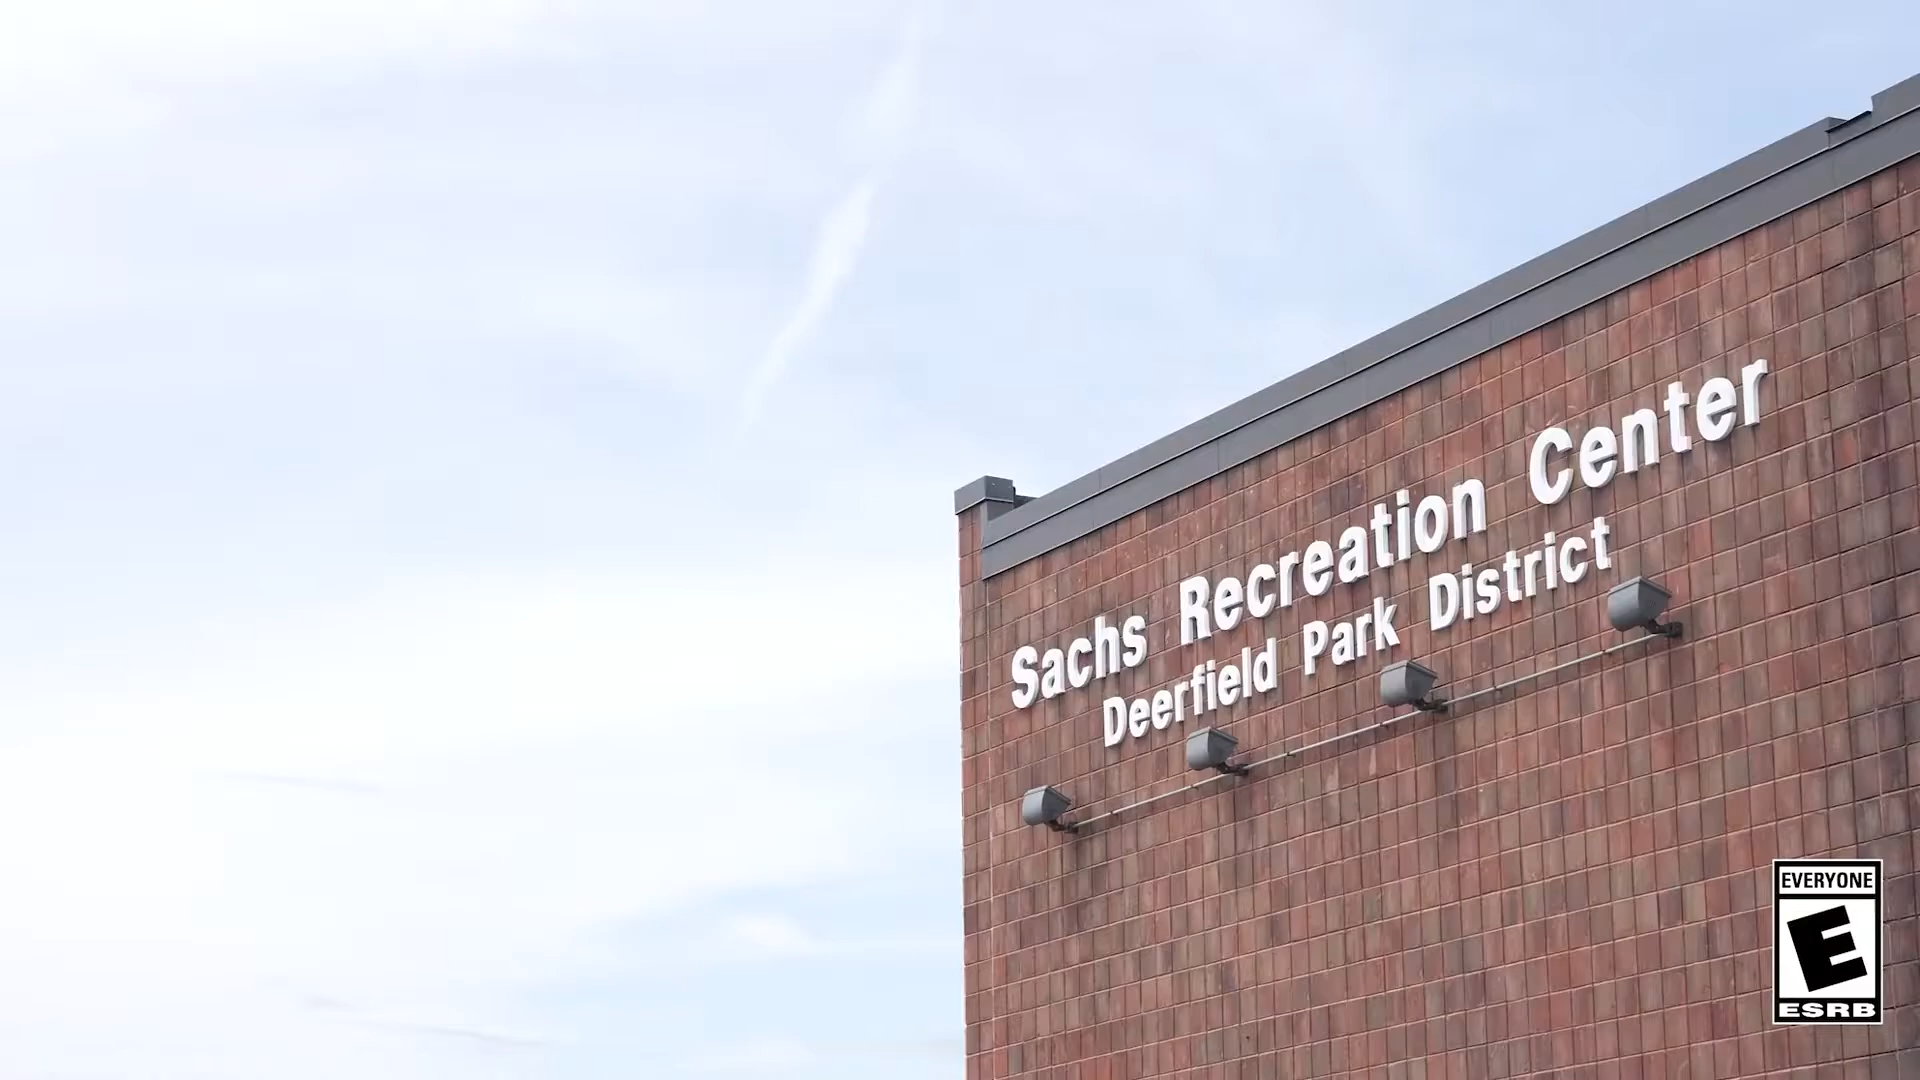 Sachs Recreation Center
Deerfield Park District
EVERYONE
E
ESRB